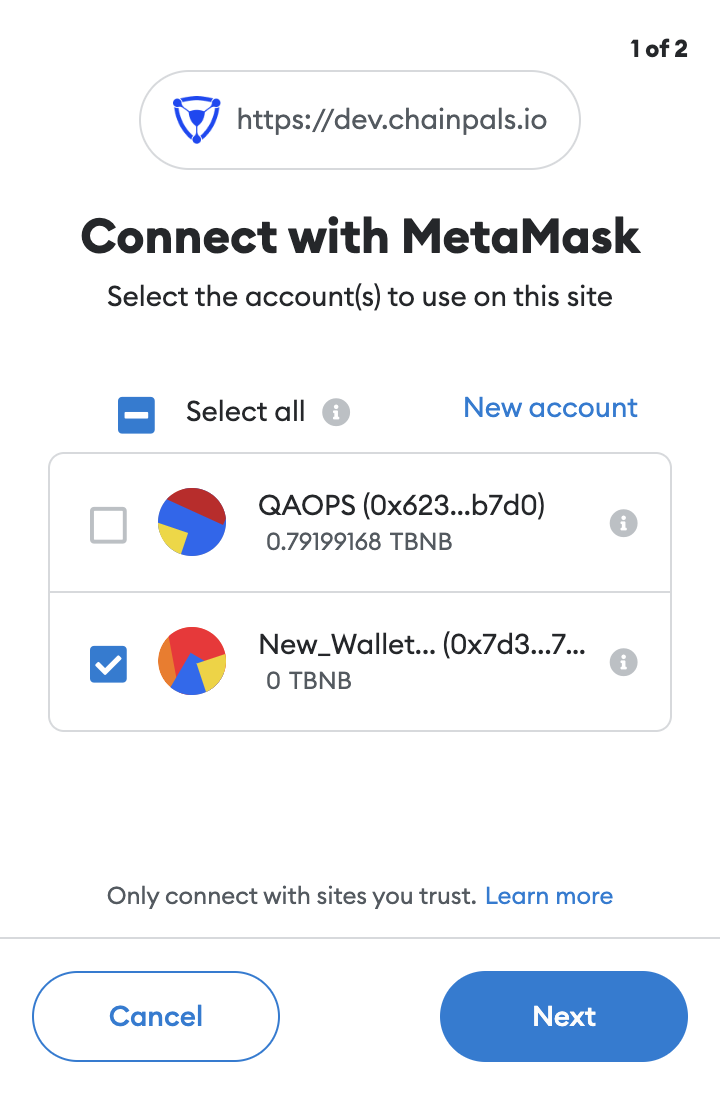 1 of 2
https://dev.chainpals.io
Connect with MetaMask
Select the account(s) to use on this site
Select all
New account
QAOPS (0x623...b7d0)
0.79199168 TBNB
New_Wallet... (0x7d3...7...
0 TBNB
Only connect with sites you trust. Learn more
Cancel
Next